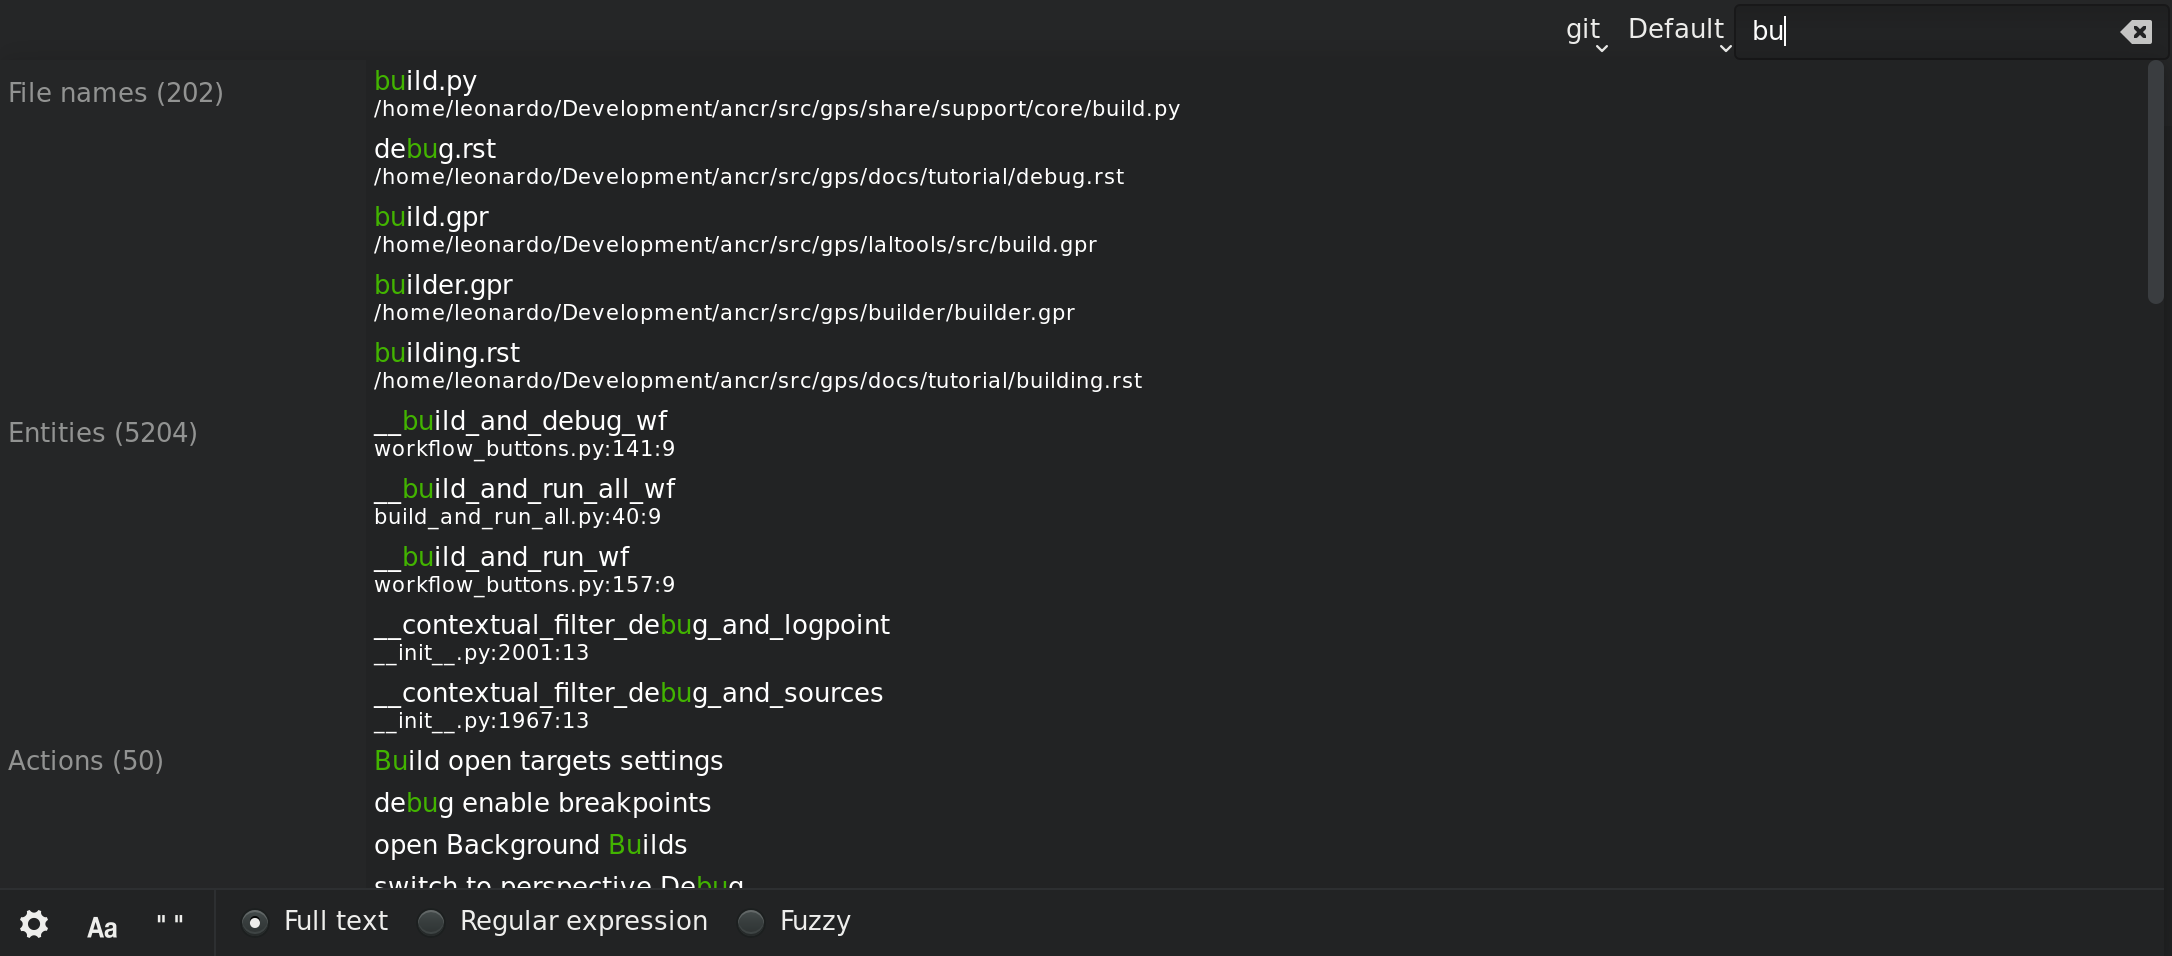 git Default bu
File names (202)
build.py
/home/leonardo/Development/ancr/src/gps/share/support/core/build.py
debug.rst
/home/leonardo/Development/ancr/src/gps/docs/tutorial/debug.rst
build.gpr
/home/leonardo/Development/ancr/src/gps/laltools/src/build.gpr
builder.gpr
/home/leonardo/Development/ancr/src/gps/builder/builder.gpr
building.rst
/home/leonardo/Development/ancr/src/gps/docs/tutorial/building.rst
Entities (5204)
__build_and_debug_wf
workflow_buttons.py:141:9
__build_and_run_all_wf
build_and_run_all.py:40:9
__build_and_run_wf
workflow_buttons.py:157:9
__contextual_filter_debug_and_logpoint
__init__.py:2001:13
__contextual_filter_debug_and_sources
__init__.py:1967:13
Actions (50)
Build open targets settings
debug enable breakpoints
open Background Builds
switch to perspective Debug
Aa " " Full text Regular expression Fuzzy